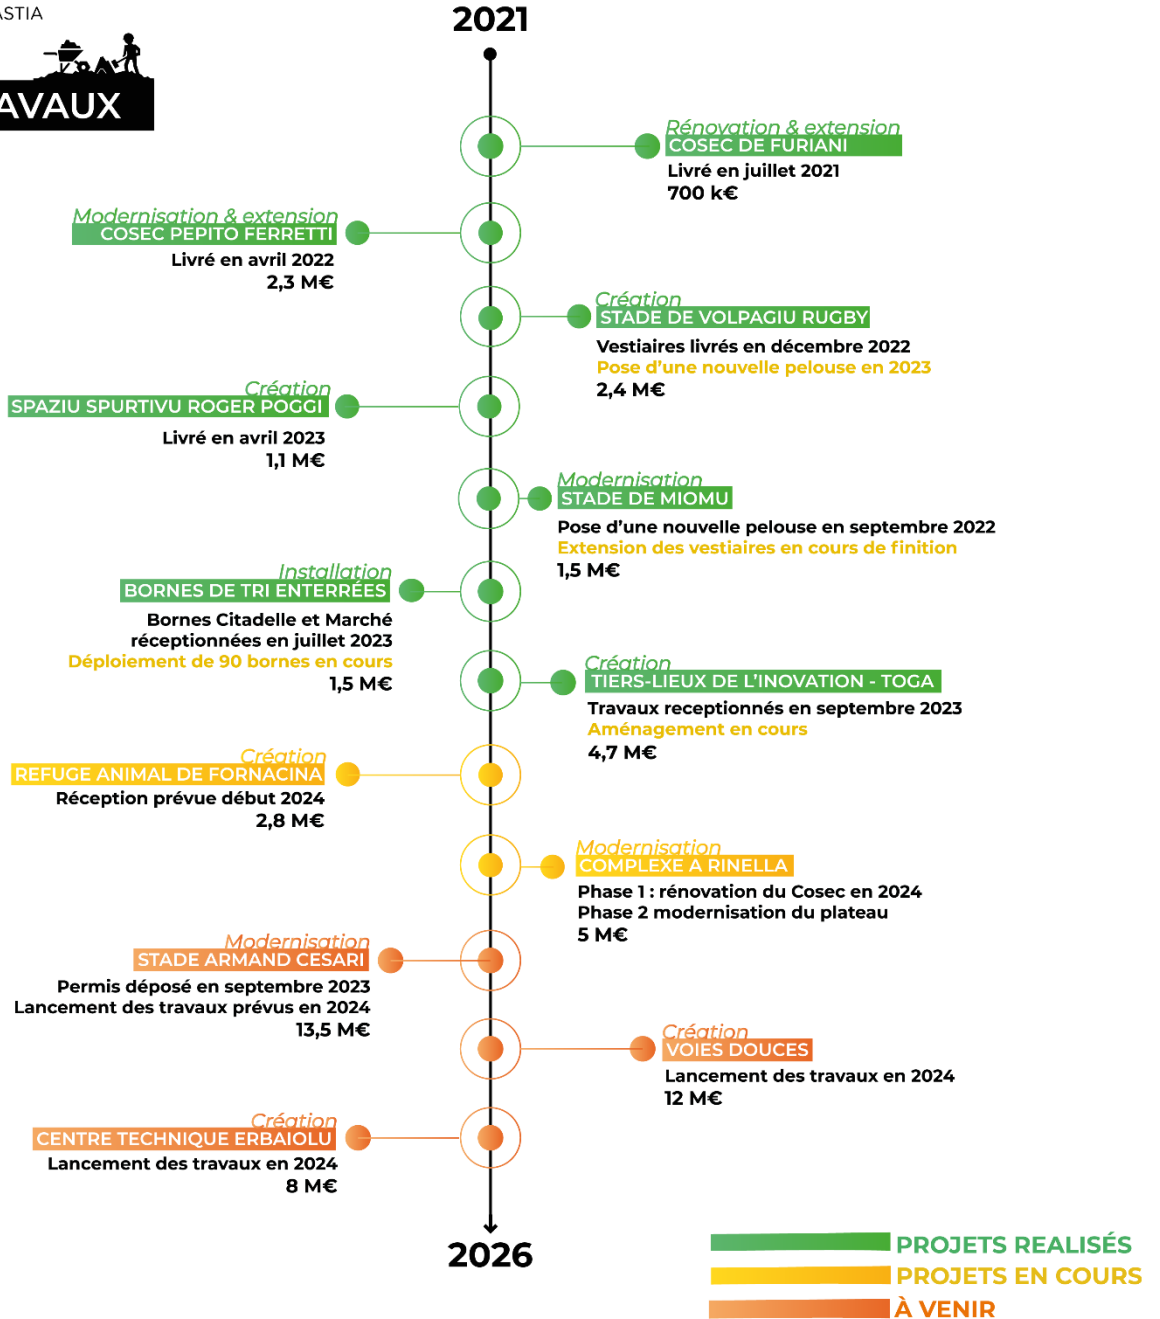 2021
Rénovation & extension
COSEC DE FURIANI
Livré en juillet 2021
700 k€
Modernisation & extension
COSEC PEPITO FERRETTI
Livré en avril 2022
2,3 M€
Création
STADE DE VOLPAGIU RUGBY
Vestiaires livrés en décembre 2022
Pose d'une nouvelle pelouse en 2023
2,4 M€
Création
SPAZIU SPURTIVU ROGER POGGI
Livré en avril 2023
1,1 M€
Modernisation
STADE DE MIOMU
Pose d'une nouvelle pelouse en septembre 2022
Extension des vestiaires en cours de finition
1,5 M€
Installation
BORNES DE TRI ENTERRÉES
Bornes Citadelle et Marché
réceptionnées en juillet 2023
Déploiement de 90 bornes en cours
1,5 M€
Création
TIERS-LIEUX DE L'INOVATION - TOGA
Travaux receptionnés en septembre 2023
Aménagement en cours
4,7 M€
Création
REFUGE ANIMAL DE FORNACINA
Réception prévue début 2024
2,8 M€
Modernisation
COMPLEXE A RINELLA
Phase 1 : rénovation du Cosec en 2024
Phase 2 modernisation du plateau
5 M€
Modernisation
STADE ARMAND CESARI
Permis déposé en septembre 2023
Lancement des travaux prévus en 2024
13,5 M€
Création
VOIES DOUCES
Lancement des travaux en 2024
12 M€
Création
CENTRE TECHNIQUE ERBAIOLU
Lancement des travaux en 2024
8 M€
2026
PROJETS REALISÉS
PROJETS EN COURS
À VENIR